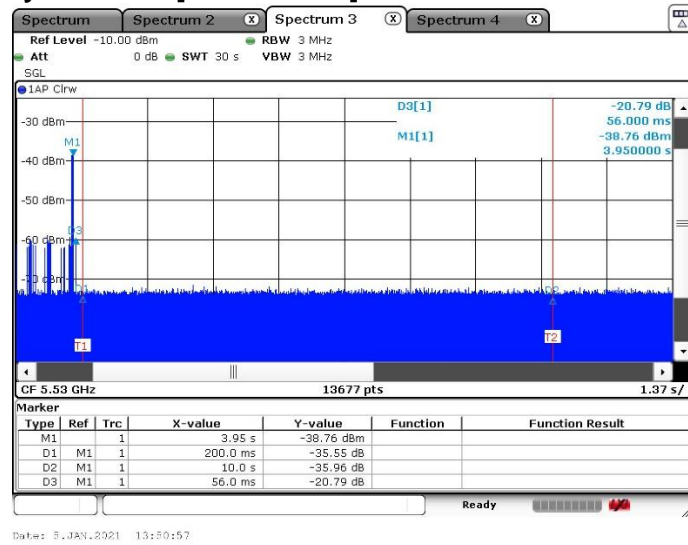 Spectrum Spectrum 2 X Spectrum 3 X Spectrum 4 X
Ref Level -10.00 dBm RBW 3 MHz
Att 0 dB SWT 30 s VBW 3 MHz
SGL
1AP Clrw
D3[1] -20.79 dB
56.000 ms
M1[1] -38.76 dBm
3.950000 s
-30 dBm
M1
-40 dBm
-50 dBm
D3
-60 dBm
D1 D2
T1 T2
CF 5.53 GHz 13677 pts 1.37 s/
Marker
Type Ref Trc X-value Y-value Function Function Result
M1 1 3.95 s -38.76 dBm
D1 M1 1 200.0 ms -35.55 dB
D2 M1 1 10.0 s -35.96 dB
D3 M1 1 56.0 ms -20.79 dB
Ready
Date: 5.JAN.2021 13:50:57